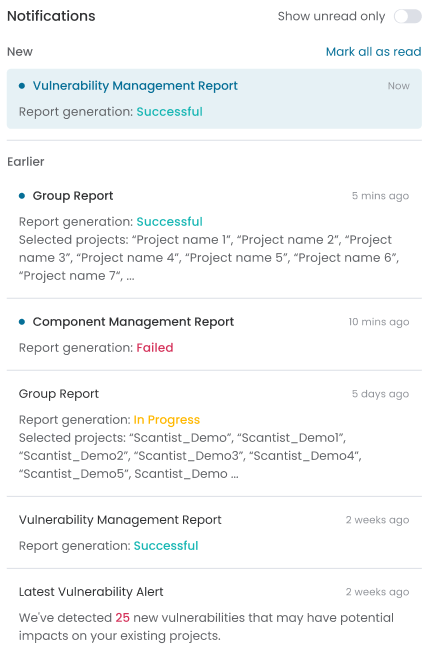 Notifications
Show unread only
New
Mark all as read
Vulnerability Management Report
Now
Report generation: Successful
Earlier
Group Report
5 mins ago
Report generation: Successful
Selected projects: “Project name 1”, “Project name 2”, “Project
name 3”, “Project name 4”, “Project name 5”, “Project name 6”,
“Project name 7”, ...
Component Management Report
10 mins ago
Report generation: Failed
Group Report
5 days ago
Report generation: In Progress
Selected projects: “Scantist_Demo”, “Scantist_Demo1”,
“Scantist_Demo2”, “Scantist_Demo3”, “Scantist_Demo4”,
“Scantist_Demo5”, Scantist_Demo ...
Vulnerability Management Report
2 weeks ago
Report generation: Successful
Latest Vulnerability Alert
2 weeks ago
We've detected 25 new vulnerabilities that may have potential
impacts on your existing projects.